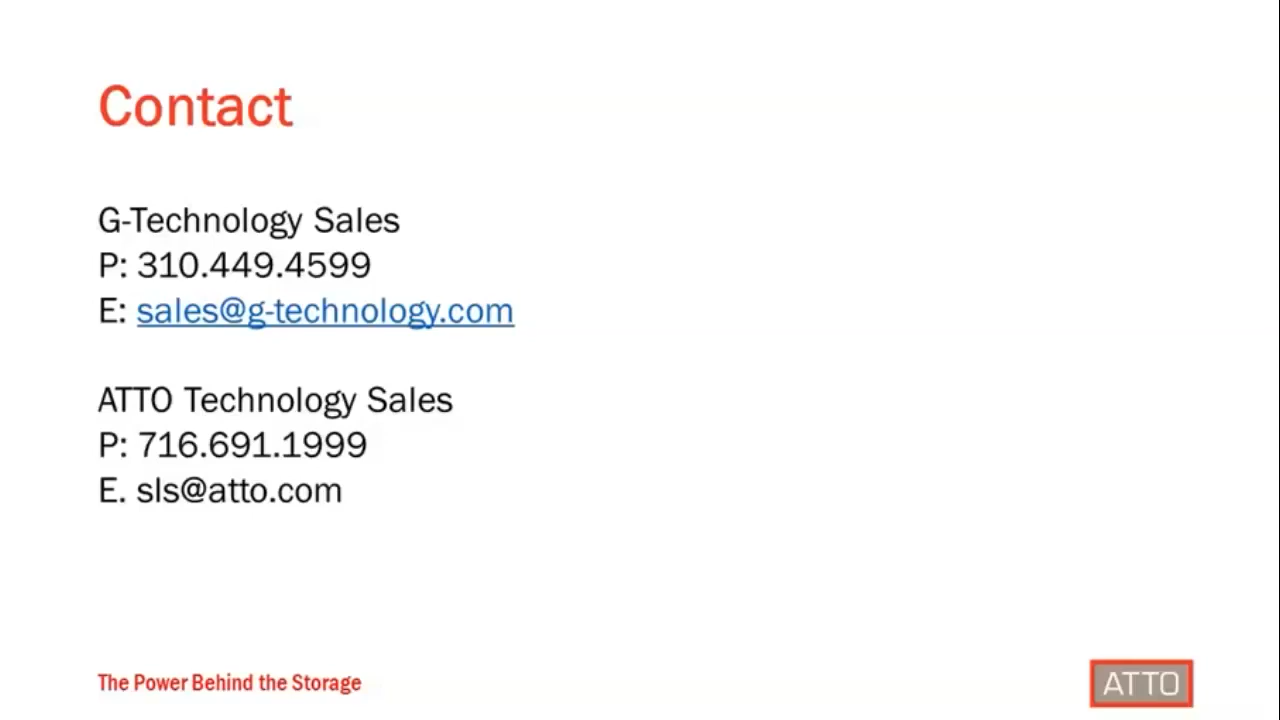 Contact
G-Technology Sales
P: 310.449.4599
E: sales@g-technology.com
ATTO Technology Sales
P: 716.691.1999
E. sls@atto.com
The Power Behind the Storage
ATTO